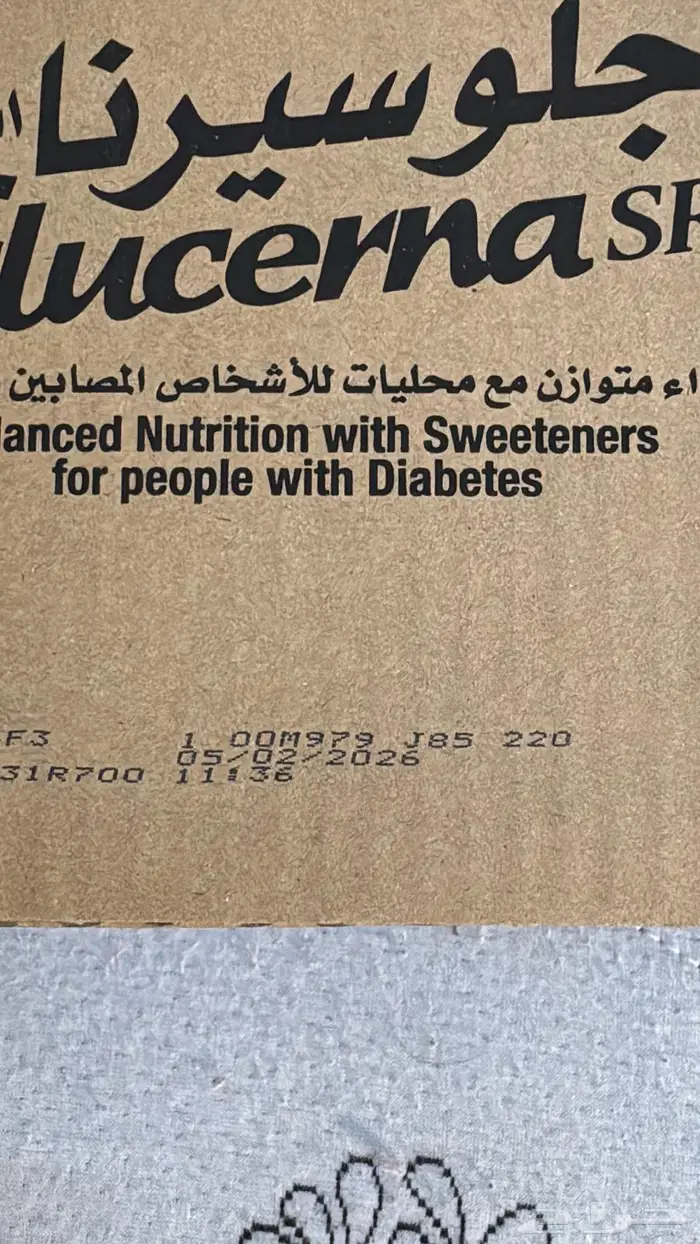 جلوسيرنا
lucerna SR
اء متوازن مع محليات للأشخاص المصابين
lanced Nutrition with Sweeteners
for people with Diabetes
F3 1 00M979 J85 220
05/02/2026
31R700 11:36